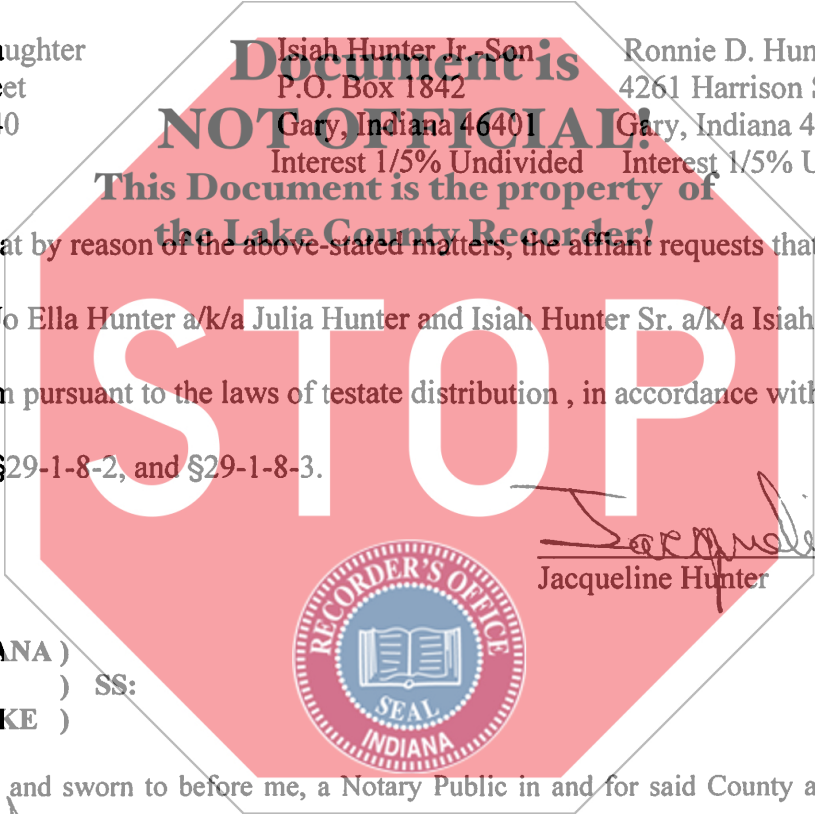 aughter Isiah Hunter Jr.-Son Ronnie D. Hun
Document is
eet P.O. Box 1842 4261 Harrison S
40 Gary, Indiana 46401 Gary, Indiana 4
NOT OFFICIAL!
Interest 1/5% Undivided Interest 1/5% U
This Document is the property of
the Lake County Recorder!
at by reason of the above-stated matters, the affiant requests that
o Ella Hunter a/k/a Julia Hunter and Isiah Hunter Sr. a/k/a Isiah
n pursuant to the laws of testate distribution , in accordance with
STOP
§29-1-8-2, and §29-1-8-3.
Jacqueli
Jacqueline Hunter
RECORDER'S OFFICE
SEAL
INDIANA
ANA )
) SS:
KE )
and sworn to before me, a Notary Public in and for said County a